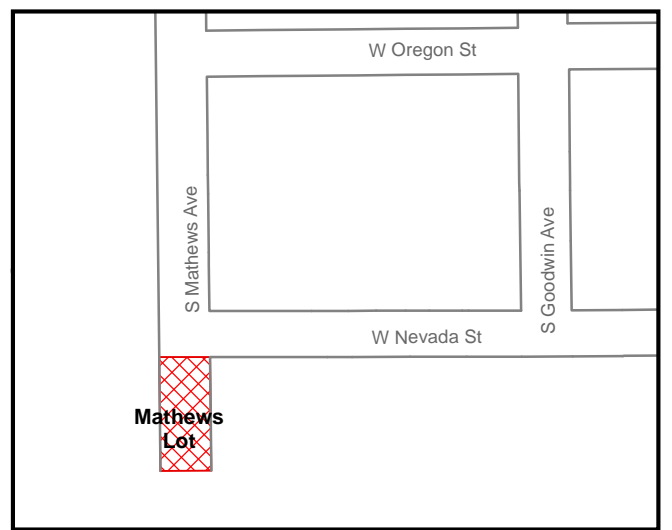 W Oregon St
S Mathews Ave
S Goodwin Ave
W Nevada St
Mathews
Lot